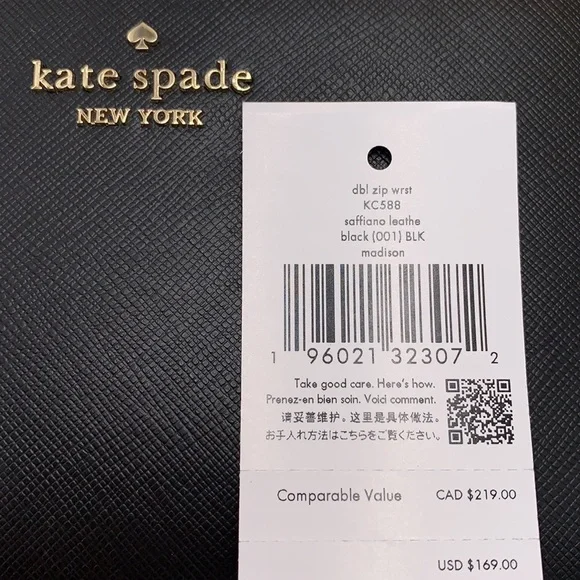 kate spade
NEW YORK
dbl zip wrst
KC588
saffiano leathe
black (001) BLK
madison
1 96021 32307 2
Take good care. Here's how.
Prenez-en bien soin. Voici comment.
请妥善维护。这里是具体做法。
お手入れ方法はこちらをご覧ください。
Comparable Value CAD $219.00
USD $169.00